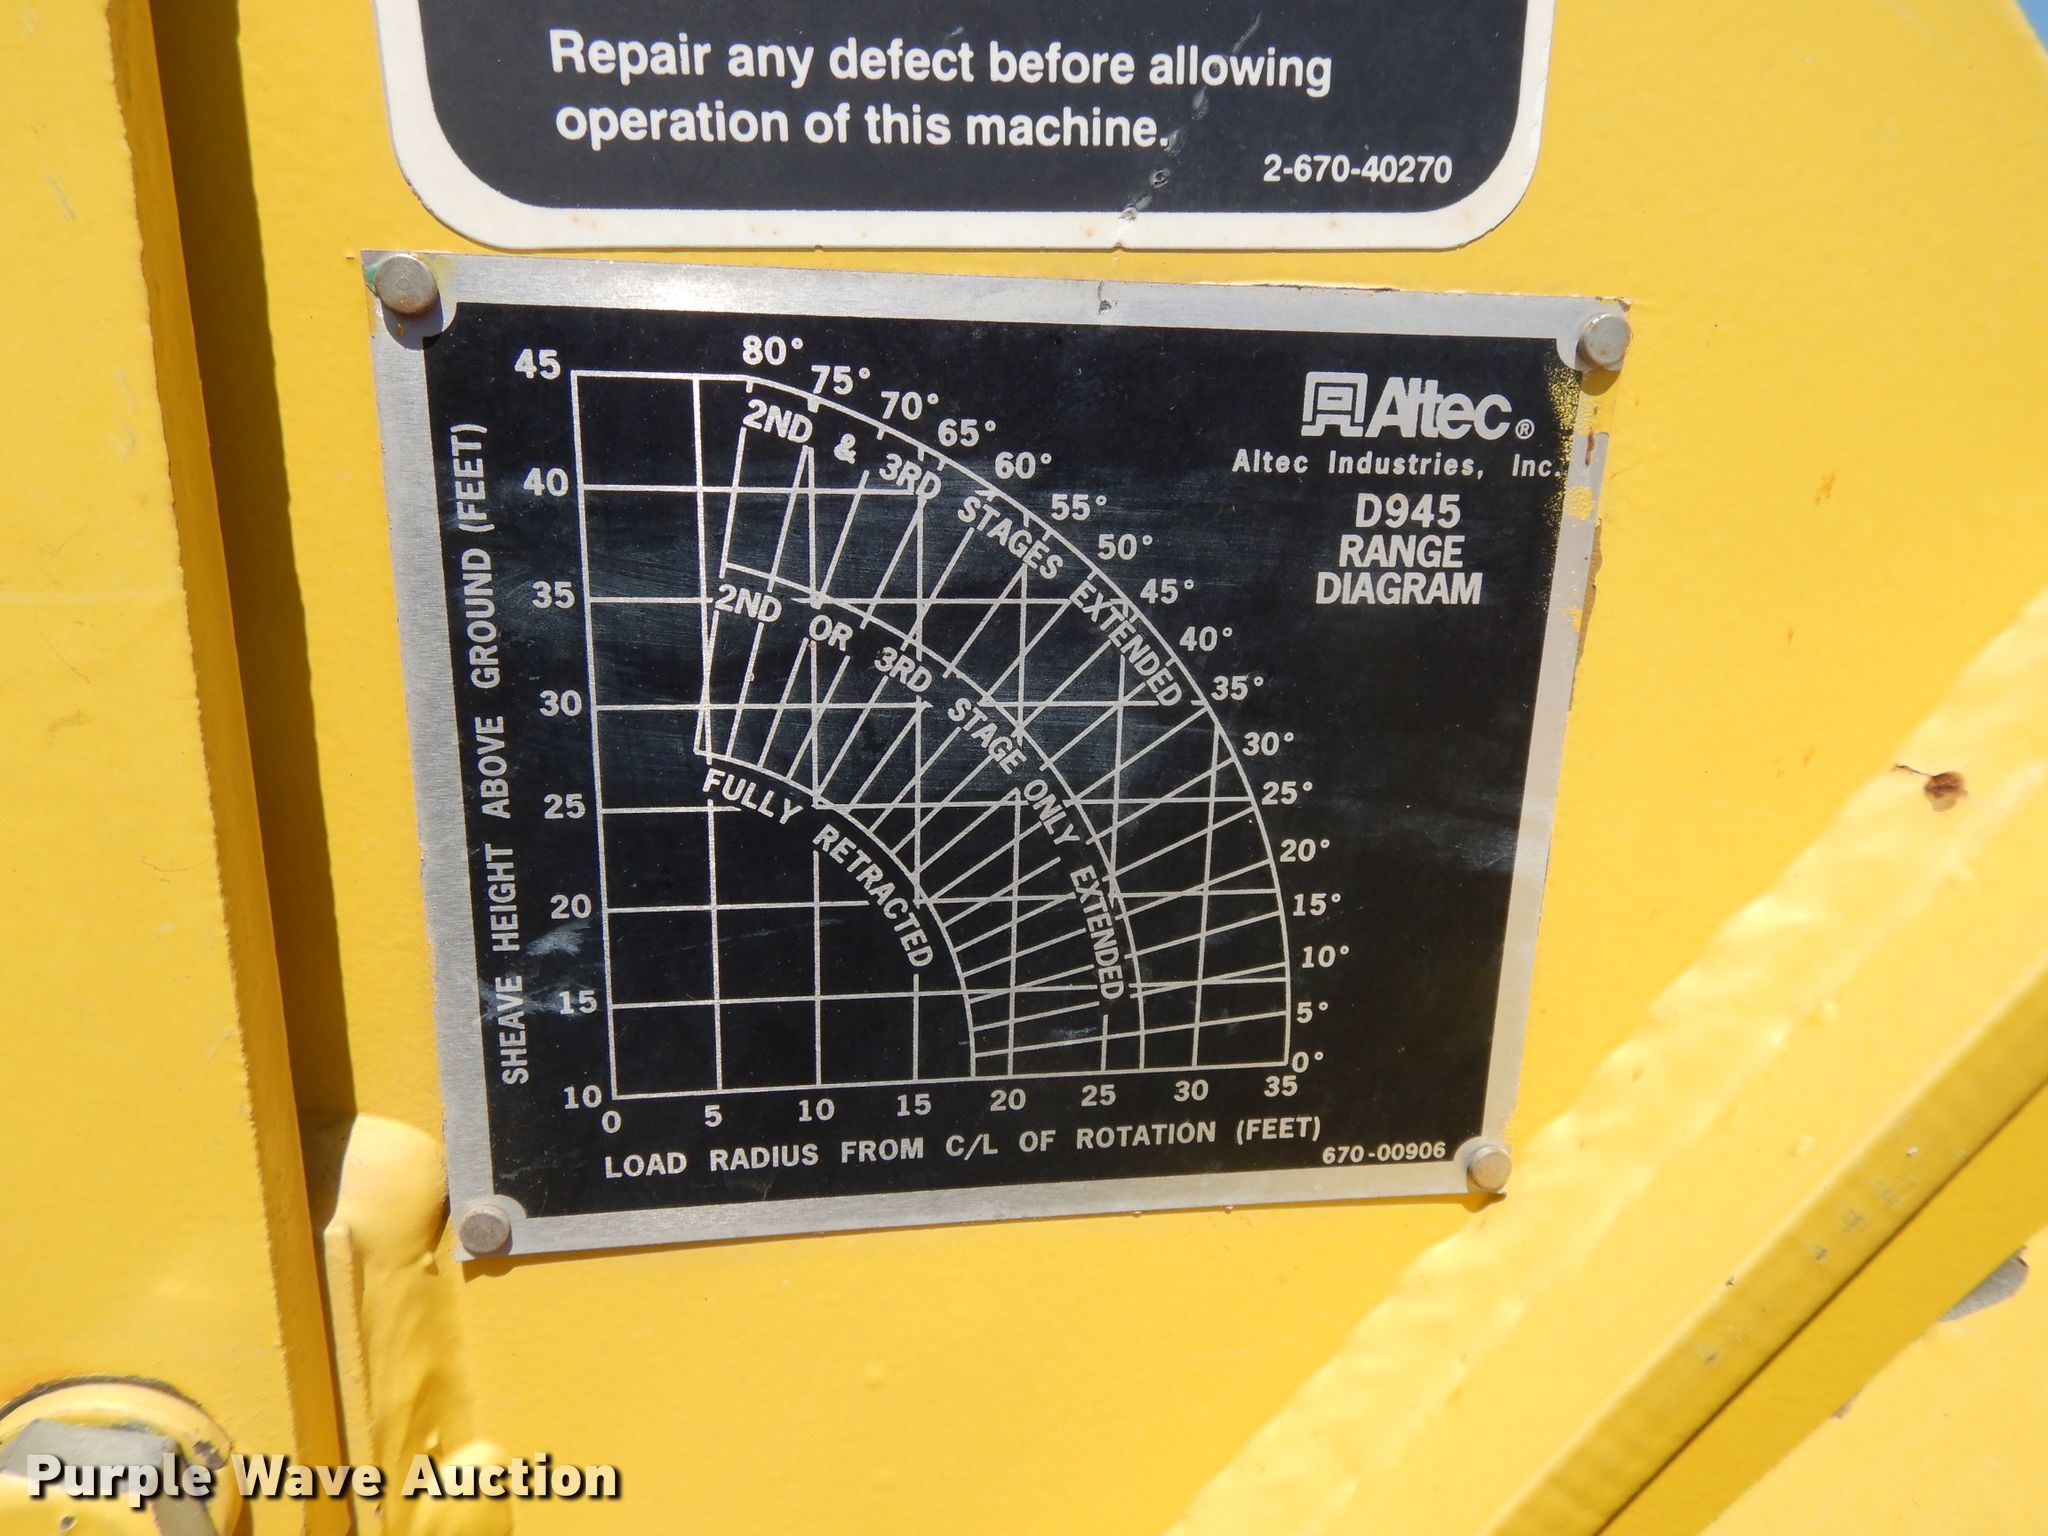 Repair any defect before allowing
operation of this machine.
2-670-40270
Altec®
Altec Industries, Inc.
D945
RANGE
DIAGRAM
SHEAVE HEIGHT ABOVE GROUND (FEET)
45
40
35
30
25
20
15
10
80°
75°
70°
65°
60°
55°
50°
45°
40°
35°
30°
25°
20°
15°
10°
5°
0°
2ND & 3RD STAGES EXTENDED
2ND OR 3RD STAGE ONLY EXTENDED
FULLY RETRACTED
0 5 10 15 20 25 30 35
LOAD RADIUS FROM C/L OF ROTATION (FEET)
670-00906
Purple Wave Auction